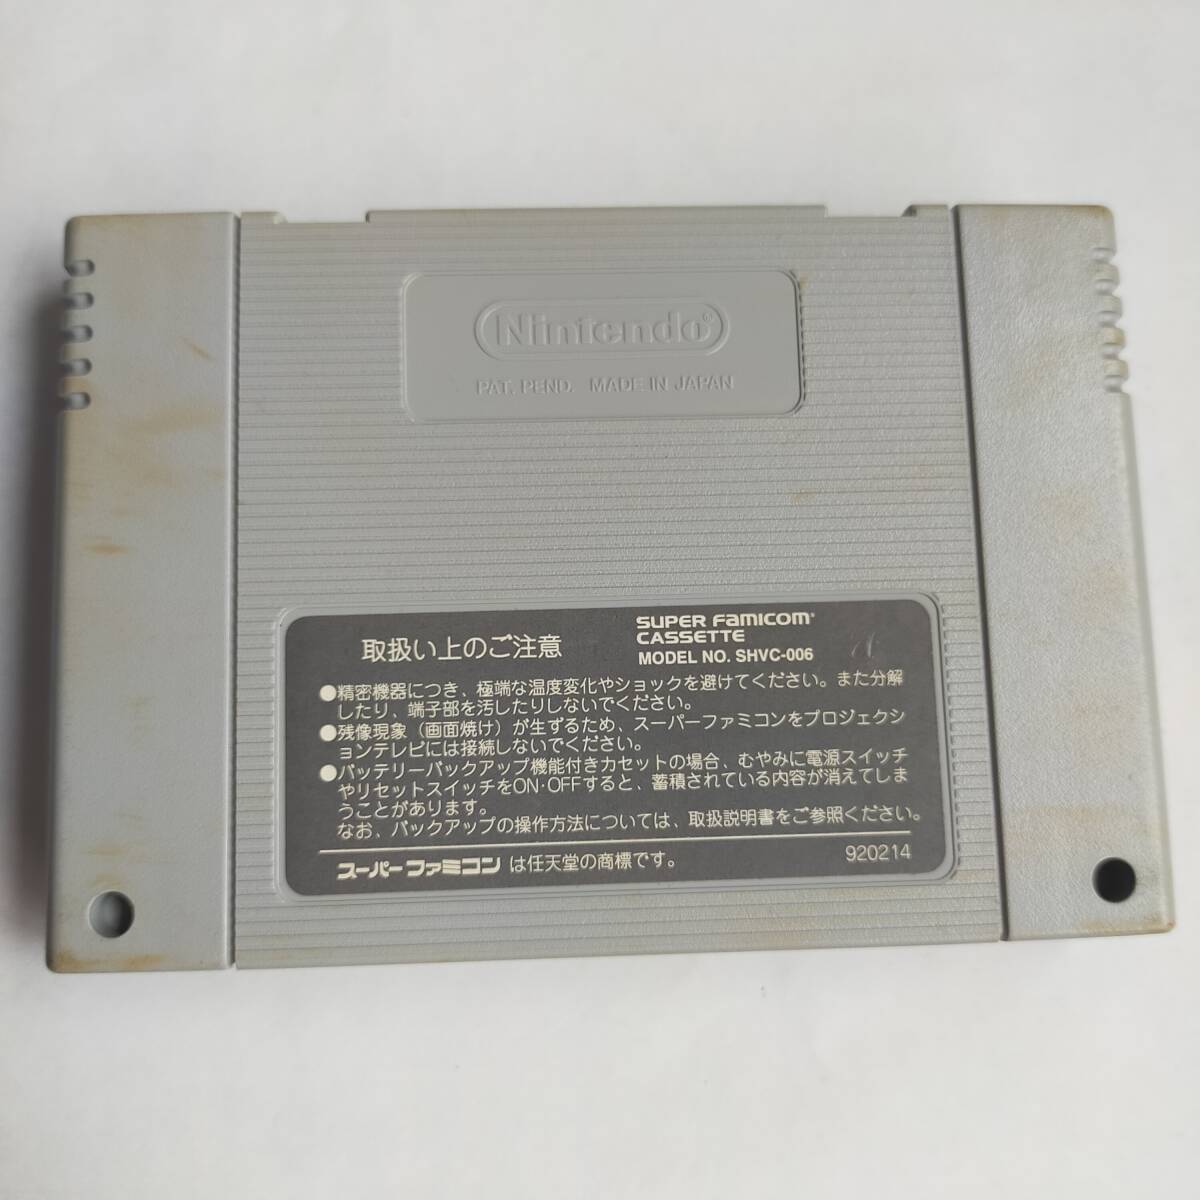 Nintendo®
PAT. PEND. MADE IN JAPAN
取扱い上のご注意
SUPER FAMICOM®
CASSETTE
MODEL NO. SHVC-006
●精密機器につき、極端な温度変化やショックを避けてください。また分解
したり、端子部を汚したりしないでください。
●残像現象（画面焼け）が生ずるため、スーパーファミコンをプロジェクシ
ョンテレビには接続しないでください。
●バッテリーバックアップ機能付きカセットの場合、むやみに電源スイッチ
やリセットスイッチをON·OFFすると、蓄積されている内容が消えてしま
うことがあります。
なお、バックアップの操作方法については、取扱説明書をご参照ください。
スーパーファミコンは任天堂の商標です。
920214